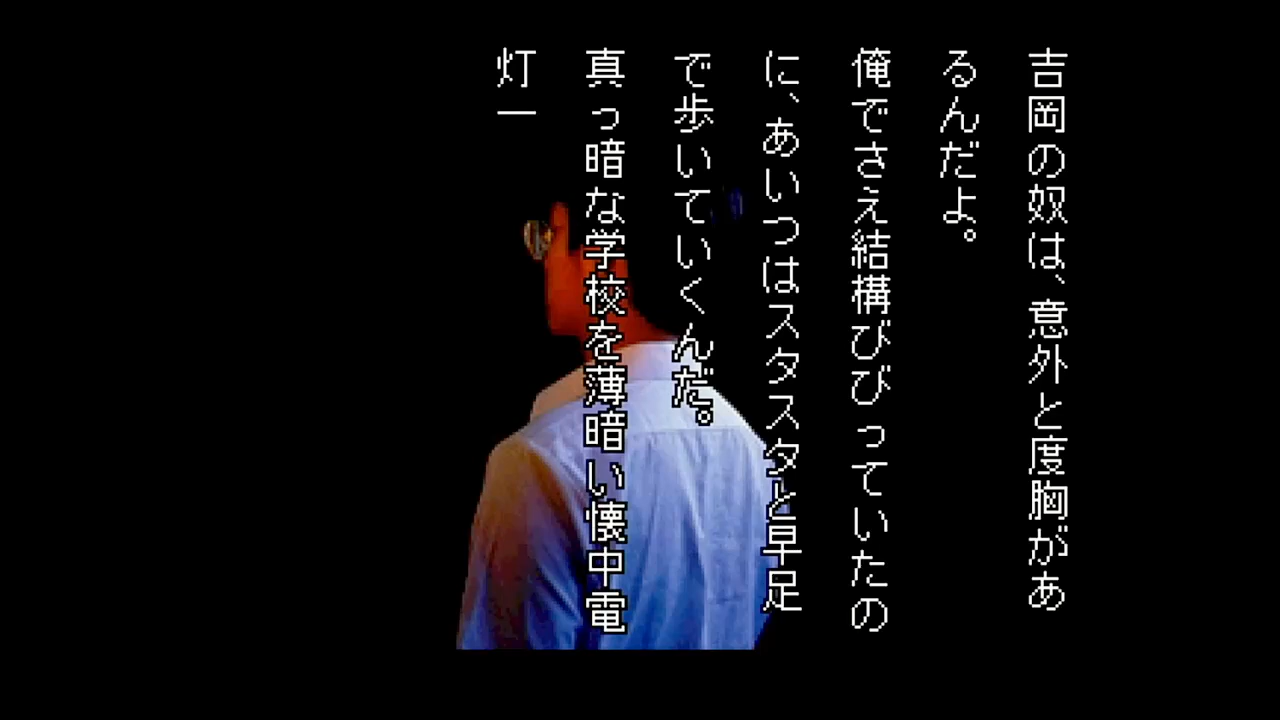 吉岡の奴は、意外と度胸があ
るんだよ。
俺でさえ結構びびっていたの
に、あいつはスタスタと早足
で歩いていくんだ。
真っ暗な学校を薄暗い懐中電
灯一